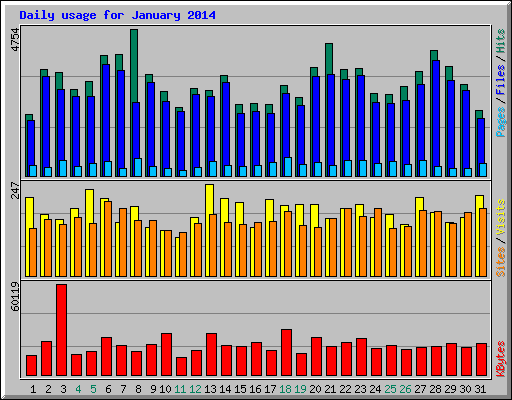 Daily usage for January 2014
4754
Pages / Files / Hits
247
Sites / Visits
60119
KBytes
1 2 3 4 5 6 7 8 9 10 11 12 13 14 15 16 17 18 19 20 21 22 23 24 25 26 27 28 29 30 31